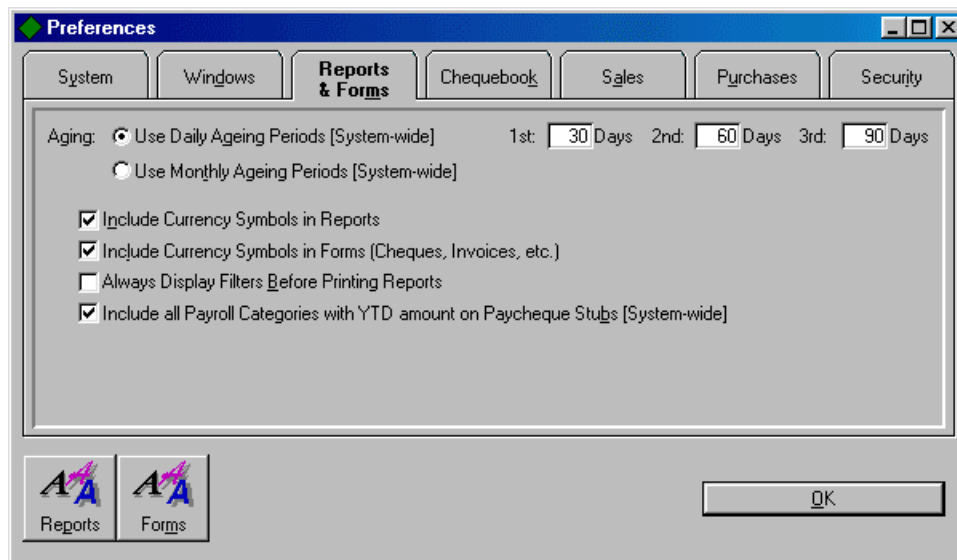 Preferences
System
Windows
Reports
& Forms
Chequebook
Sales
Purchases
Security
Aging: Use Daily Ageing Periods [System-wide] 1st: 30 Days 2nd: 60 Days 3rd: 90 Days
Use Monthly Ageing Periods [System-wide]
Include Currency Symbols in Reports
Include Currency Symbols in Forms (Cheques, Invoices, etc.)
Always Display Filters Before Printing Reports
Include all Payroll Categories with YTD amount on Paycheque Stubs [System-wide]
AAA
Reports
AAA
Forms
OK